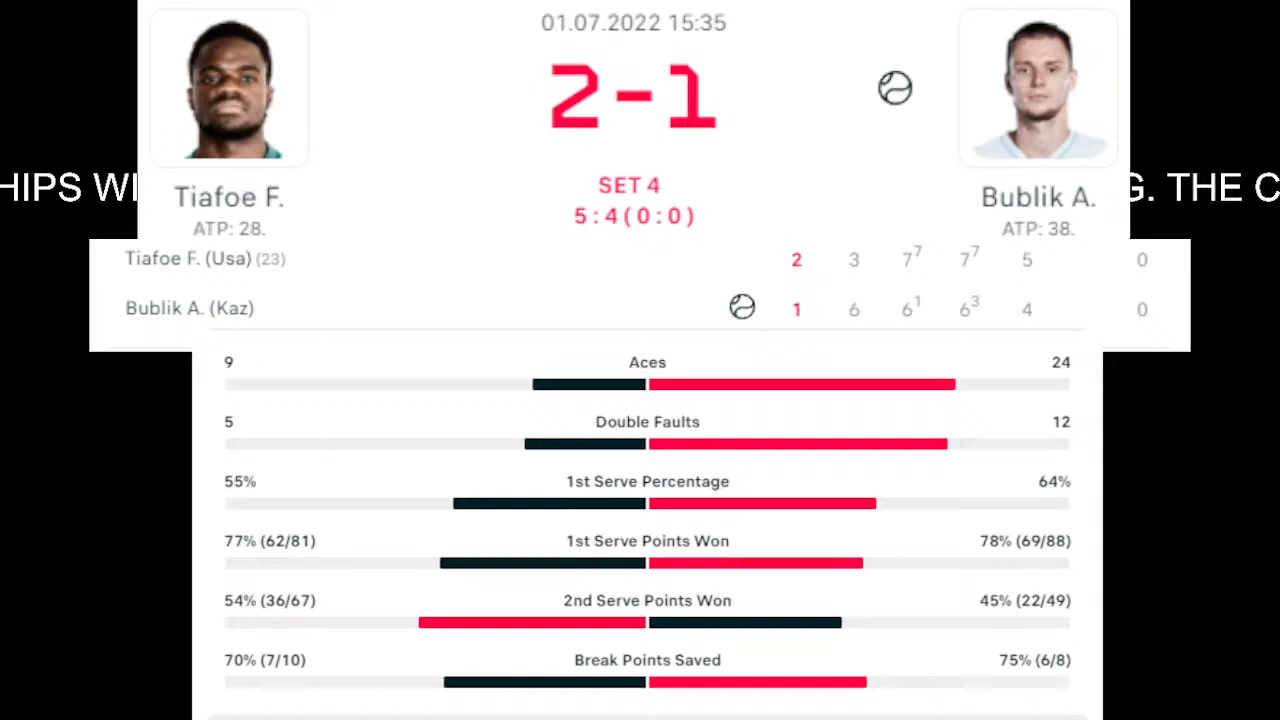 01.07.2022 15:35
2-1
HIPS WI
G. THE C
Tiafoe F.
ATP: 28.
SET 4
5 : 4 ( 0 : 0 )
Bublik A.
ATP: 38.
Tiafoe F. (Usa) (23) 2 3 7⁷ 7⁷ 5 0
Bublik A. (Kaz) 1 6 6¹ 6³ 4 0
9 Aces 24
5 Double Faults 12
55% 1st Serve Percentage 64%
77% (62/81) 1st Serve Points Won 78% (69/88)
54% (36/67) 2nd Serve Points Won 45% (22/49)
70% (7/10) Break Points Saved 75% (6/8)